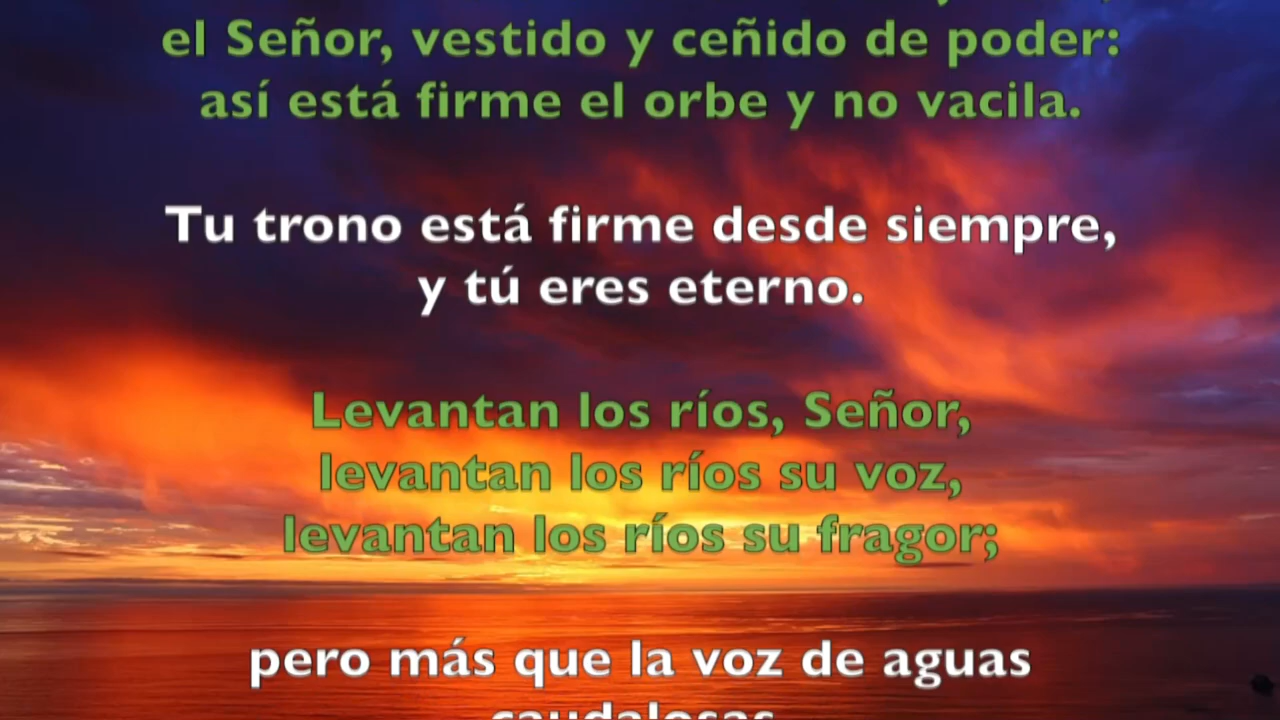 el Señor, vestido y ceñido de poder:
así está firme el orbe y no vacila.
Tu trono está firme desde siempre,
y tú eres eterno.
Levantan los ríos, Señor,
levantan los ríos su voz,
levantan los ríos su fragor;
pero más que la voz de aguas
caudalosas